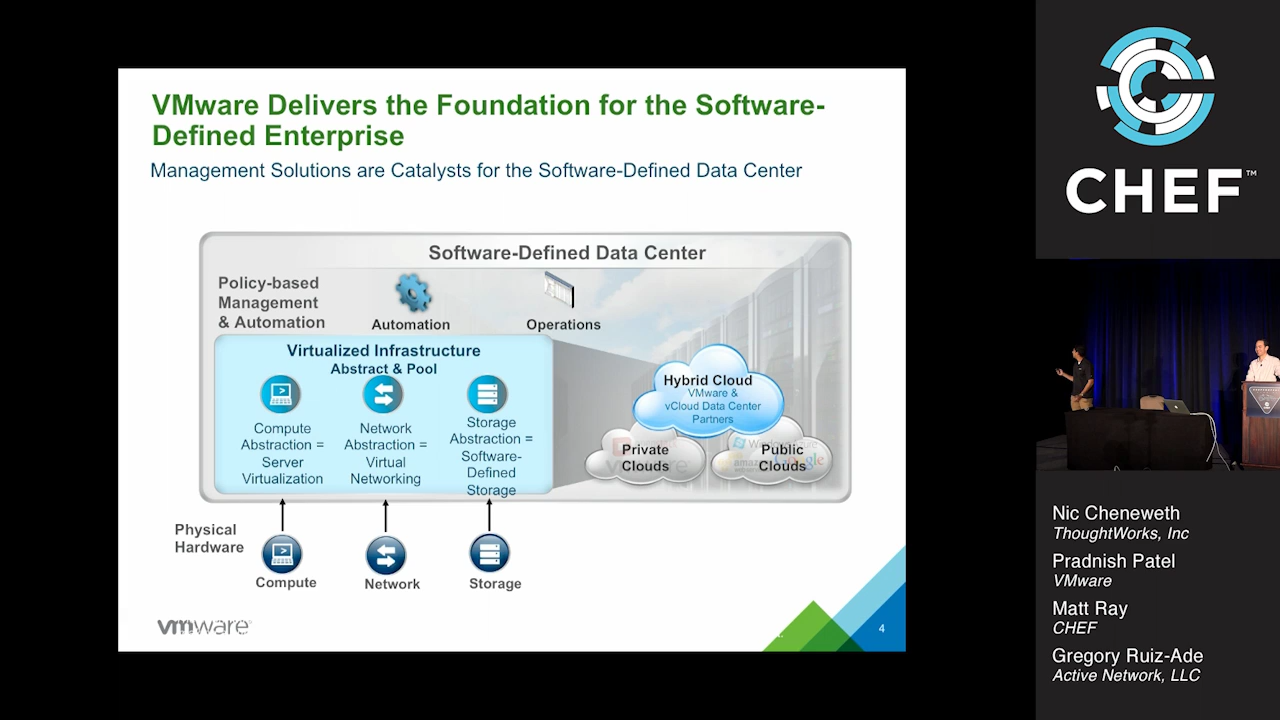 VMware Delivers the Foundation for the Software-
Defined Enterprise
Management Solutions are Catalysts for the Software-Defined Data Center
Software-Defined Data Center
Policy-based
Management
& Automation
Automation
Operations
Virtualized Infrastructure
Abstract & Pool
Compute
Abstraction =
Server
Virtualization
Network
Abstraction =
Virtual
Networking
Storage
Abstraction =
Software-
Defined
Storage
Hybrid Cloud
VMware &
vCloud Data Center
Partners
Private
Clouds
Public
Clouds
Physical
Hardware
Compute
Network
Storage
vmware
4
CHEF™
Nic Cheneweth
ThoughtWorks, Inc
Pradnish Patel
VMware
Matt Ray
CHEF
Gregory Ruiz-Ade
Active Network, LLC